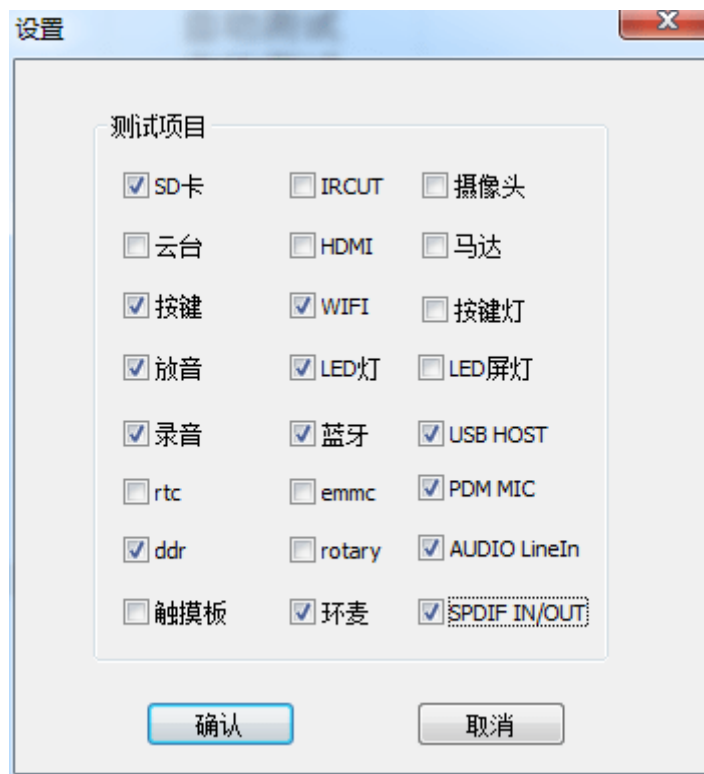 设置
测试项目
SD卡 IRCUT 摄像头
云台 HDMI 马达
按键 WIFI 按键灯
放音 LED灯 LED屏灯
录音 蓝牙 USB HOST
rtc emmc PDM MIC
ddr rotary AUDIO LineIn
触摸板 环麦 SPDIF IN/OUT
确认 取消